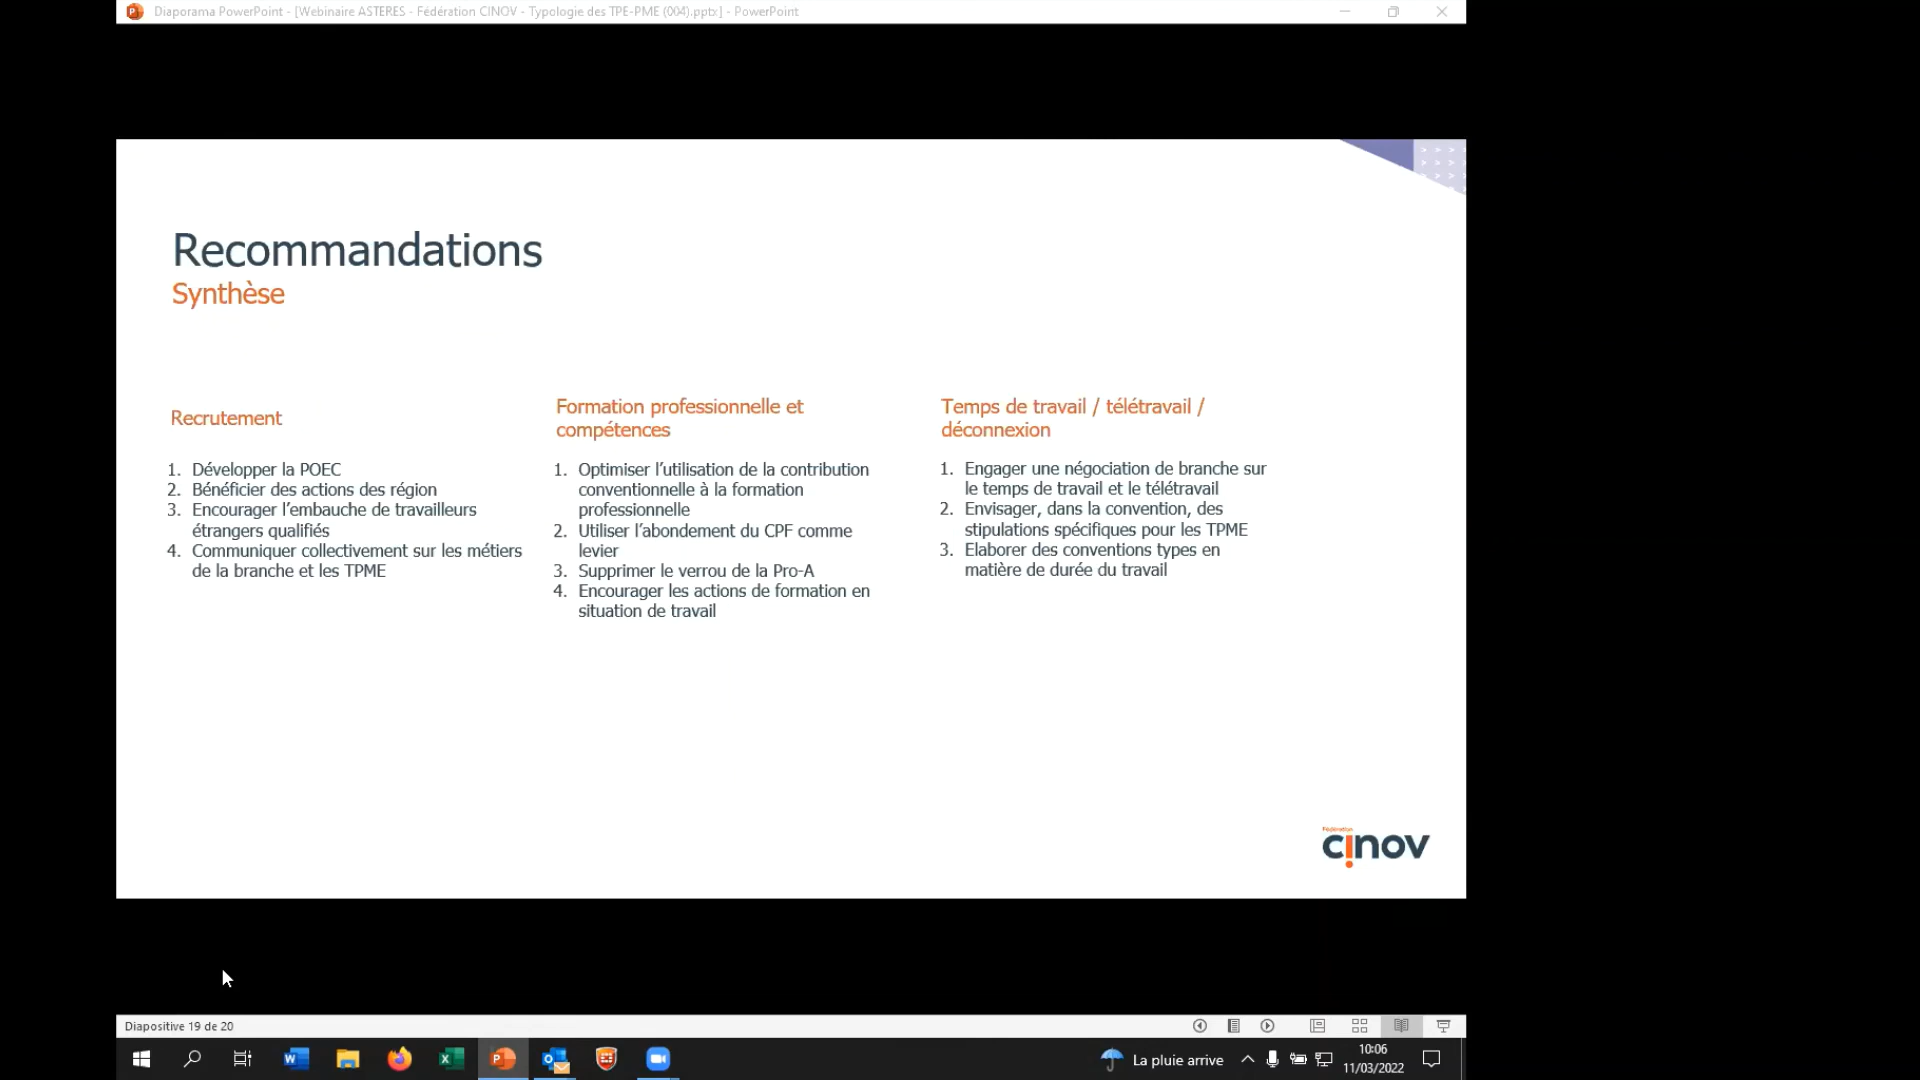 Diaporama PowerPoint - [Webinaire ASTERES - Fédération CINOV - Typologie des TPE-PME (004).pptx] - PowerPoint
Recommandations
Synthèse
Recrutement
1. Développer la POEC
2. Bénéficier des actions des région
3. Encourager l'embauche de travailleurs
étrangers qualifiés
4. Communiquer collectivement sur les métiers
de la branche et les TPME
Formation professionnelle et
compétences
1. Optimiser l'utilisation de la contribution
conventionnelle à la formation
professionnelle
2. Utiliser l'abondement du CPF comme
levier
3. Supprimer le verrou de la Pro-A
4. Encourager les actions de formation en
situation de travail
Temps de travail / télétravail /
déconnexion
1. Engager une négociation de branche sur
le temps de travail et le télétravail
2. Envisager, dans la convention, des
stipulations spécifiques pour les TPME
3. Elaborer des conventions types en
matière de durée du travail
Fédération
cinov
Diapositive 19 de 20
La pluie arrive
10:06
11/03/2022